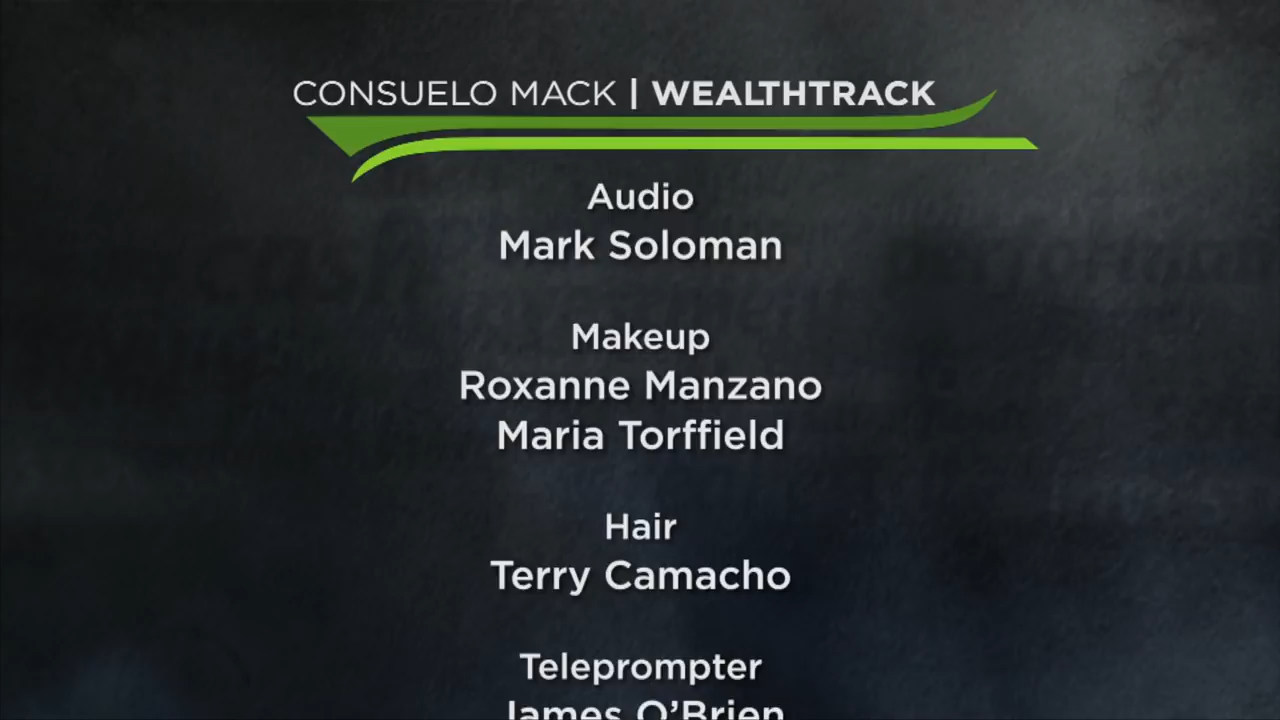 CONSUELO MACK | WEALTHTRACK
Audio
Mark Soloman
Makeup
Roxanne Manzano
Maria Torffield
Hair
Terry Camacho
Teleprompter
James O’Brien